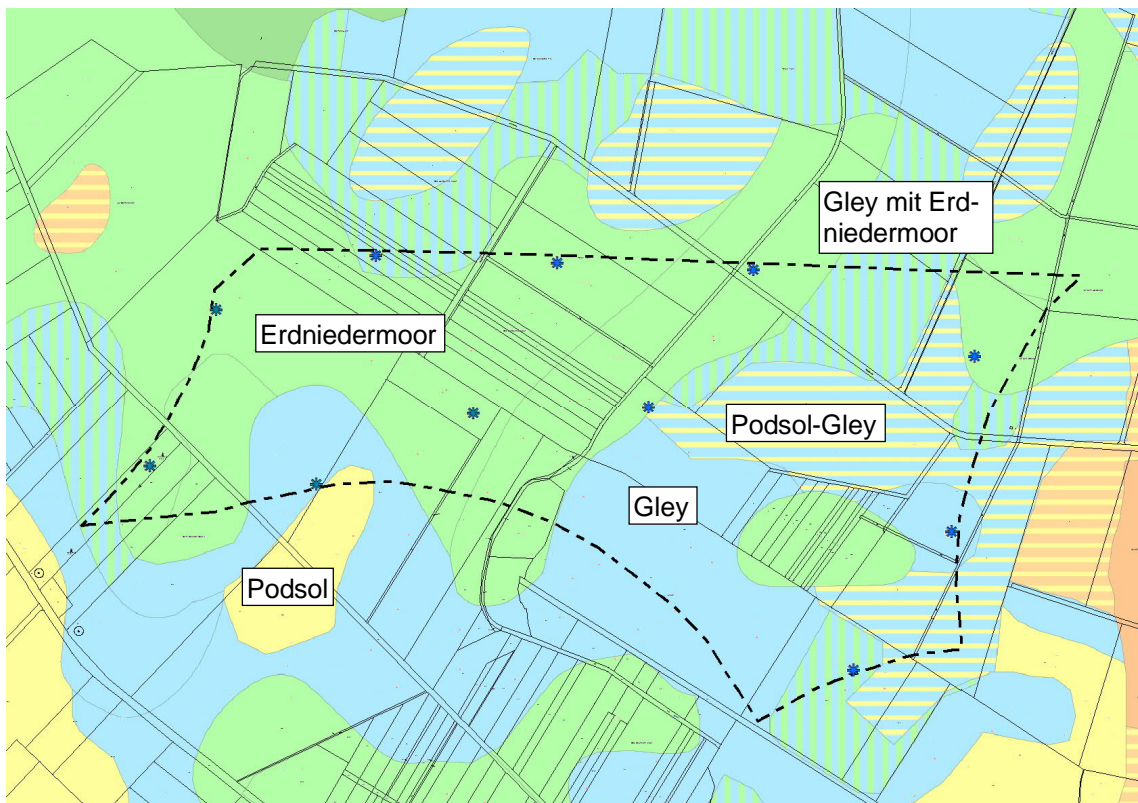 Gley mit Erd-
niedermoor
Erdniedermoor
Podsol-Gley
Gley
Podsol